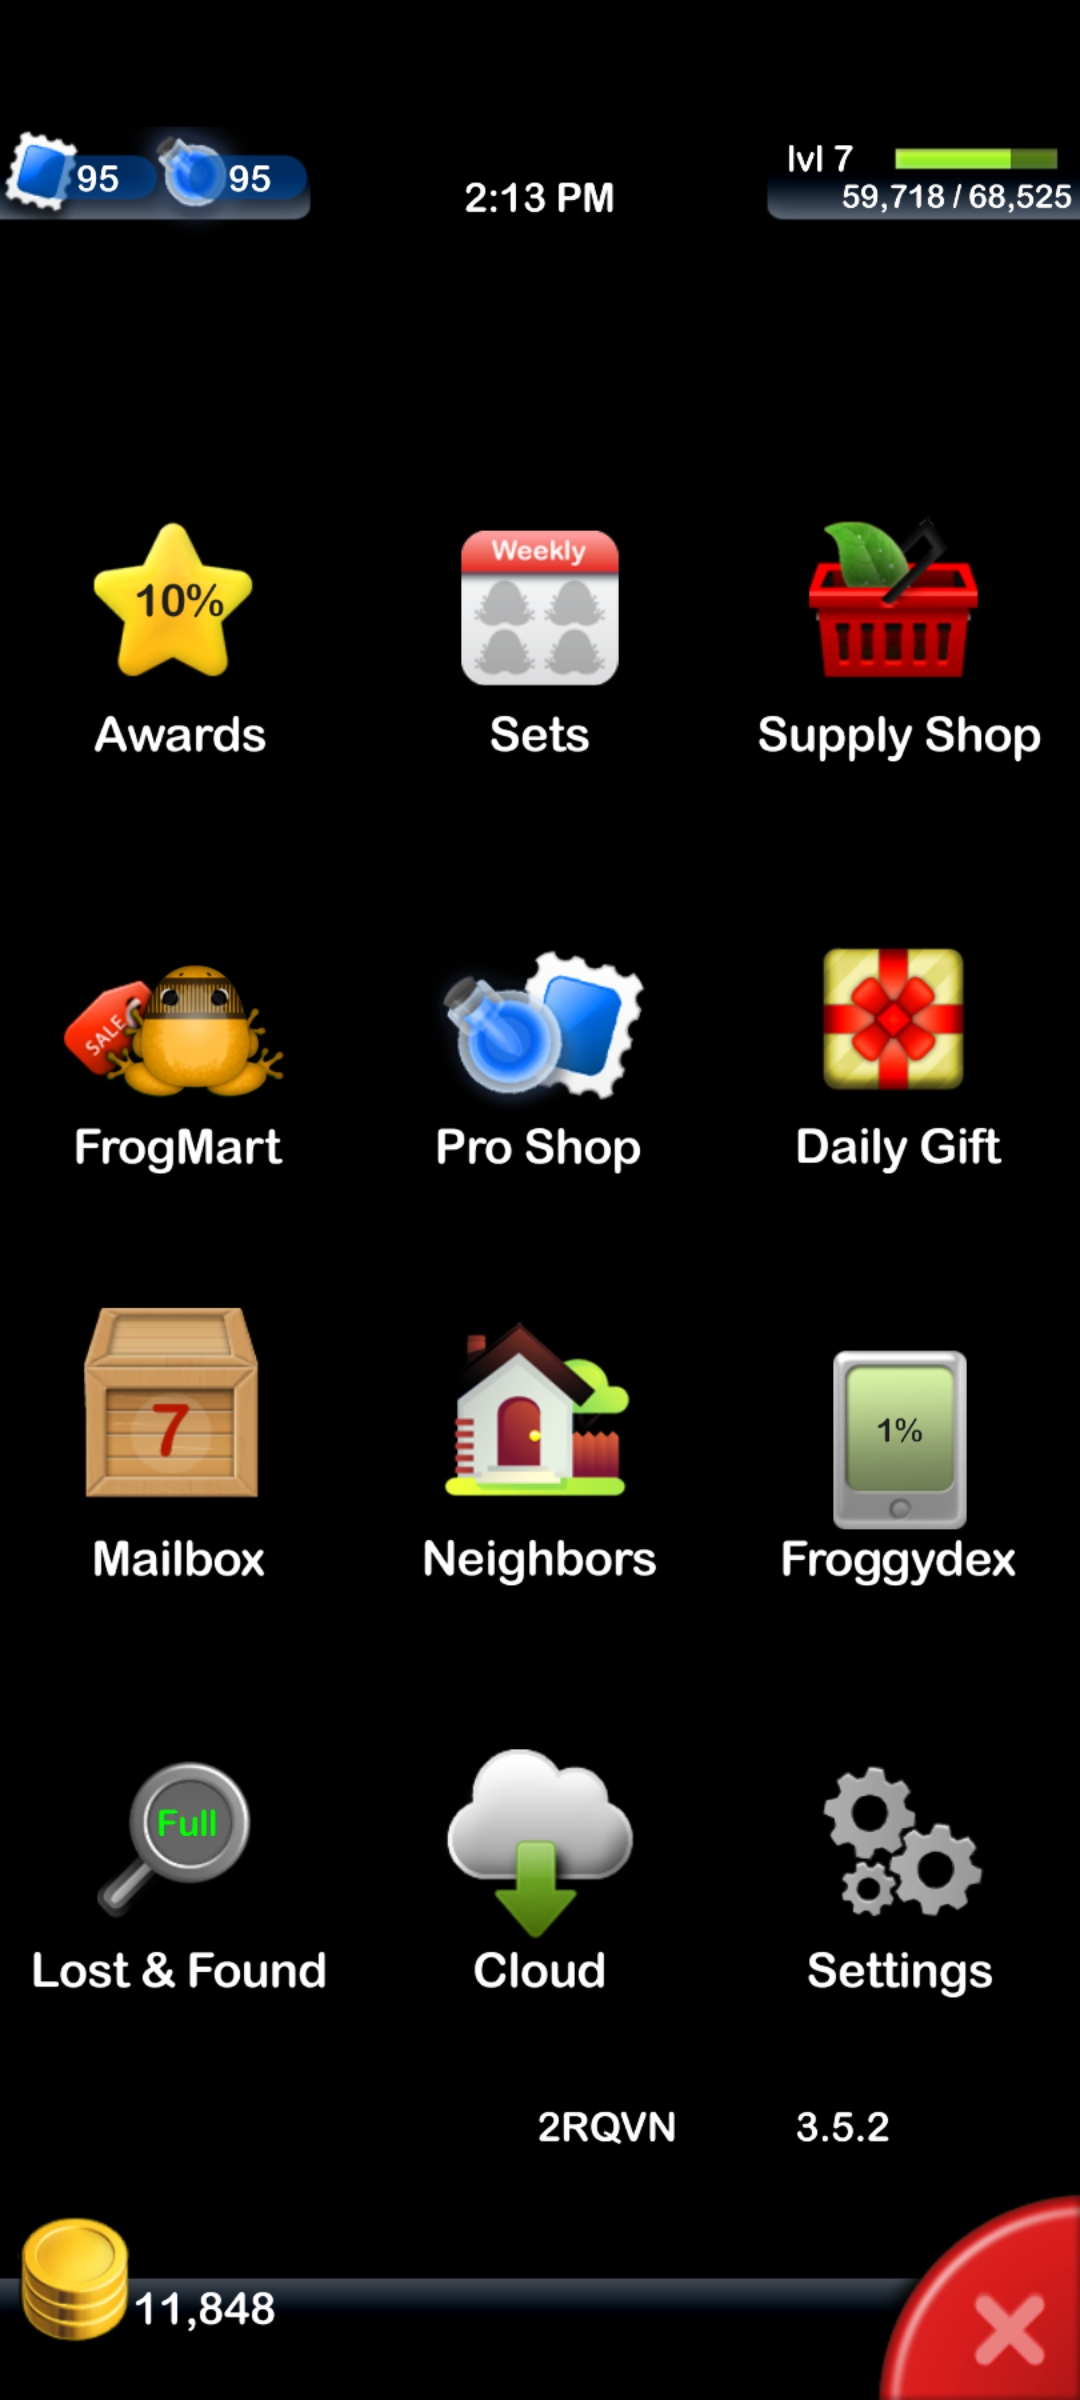 95
95
2:13 PM
lvl 7
59,718 / 68,525
10%
Weekly
Awards
Sets
Supply Shop
SALE
FrogMart
Pro Shop
Daily Gift
7
1%
Mailbox
Neighbors
Froggydex
Full
Lost & Found
Cloud
Settings
2RQVN
3.5.2
11,848